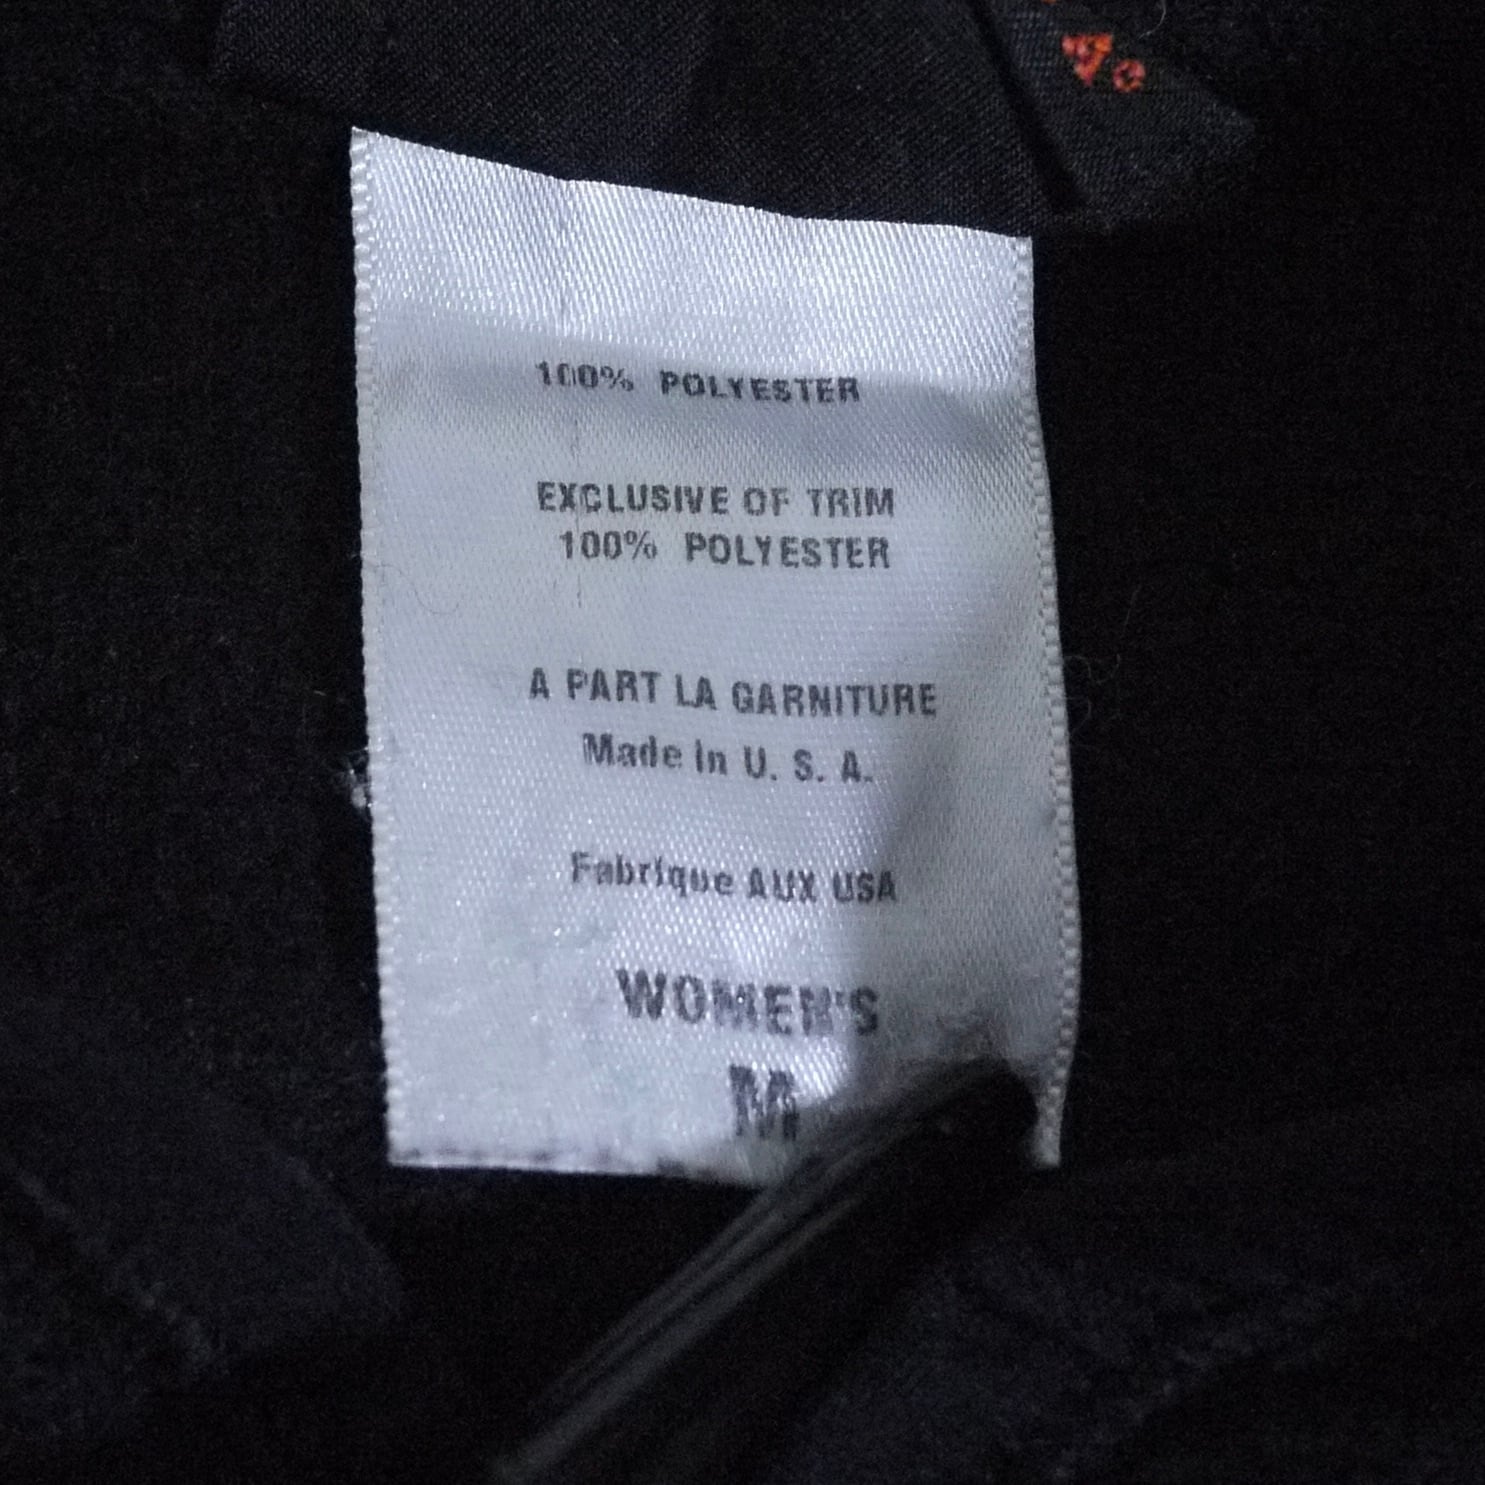 100% POLYESTER
EXCLUSIVE OF TRIM
100% POLYESTER
A PART LA GARNITURE
Made in U. S. A.
Fabrique AUX USA
WOMEN'S
M